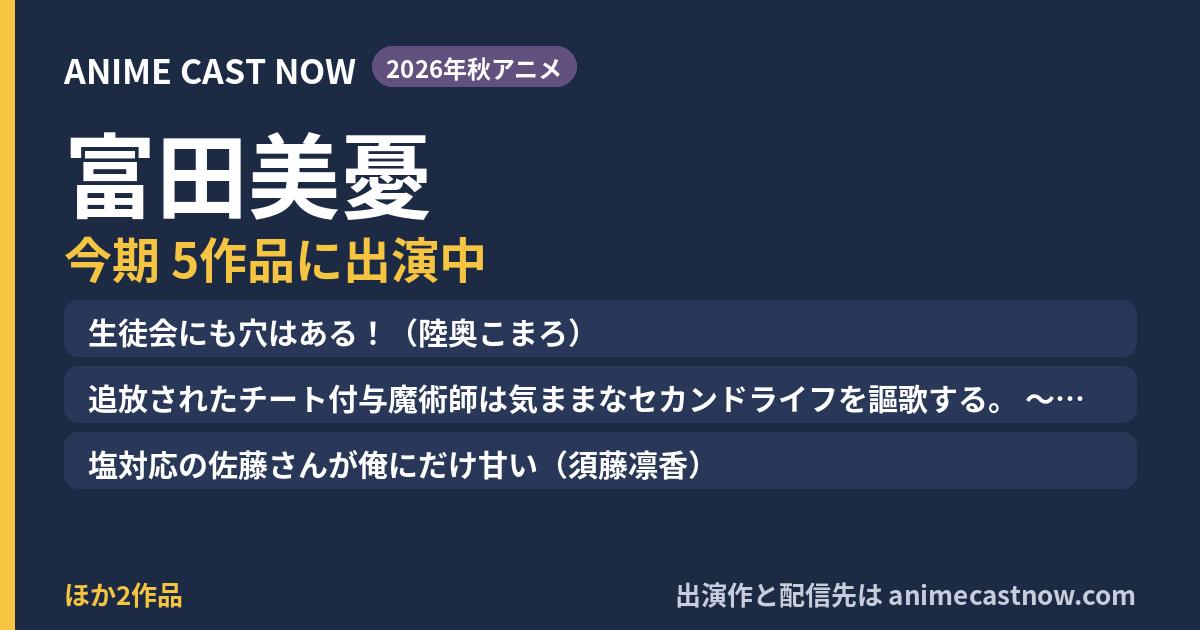 ANIME CAST NOW 2026年秋アニメ
富田美憂
今期 5作品に出演中
生徒会にも穴はある！（陸奥こまろ）
追放されたチート付与魔術師は気ままなセカンドライフを謳歌する。 〜…
塩対応の佐藤さんが俺にだけ甘い（須藤凛香）
ほか2作品
出演作と配信先は animecastnow.com